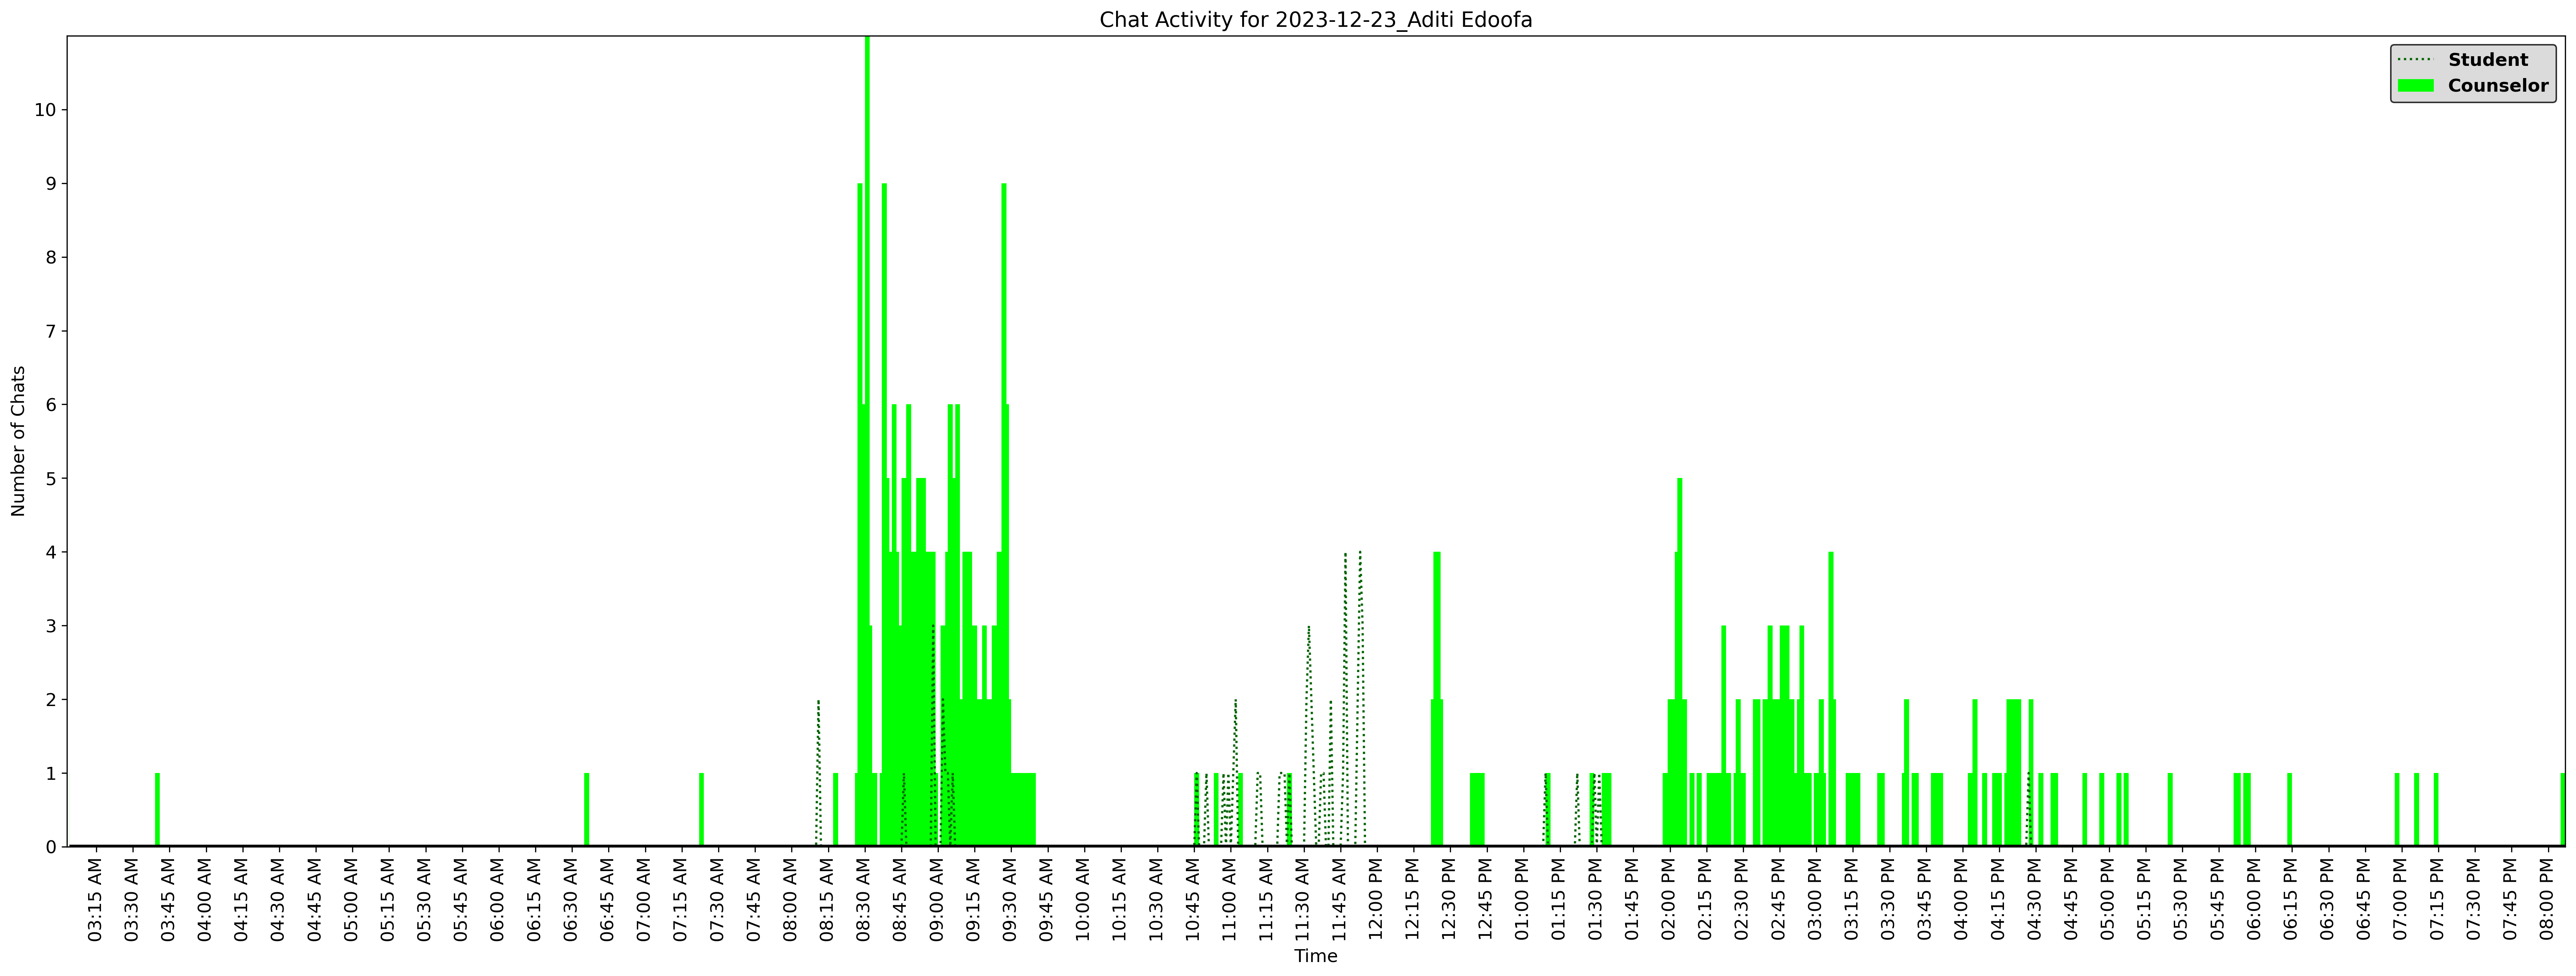 Chat Activity for 2023-12-23_Aditi Edoofa
Student
Counselor
Number of Chats
10
9
8
7
6
5
4
3
2
1
0
03:15 AM
03:30 AM
03:45 AM
04:00 AM
04:15 AM
04:30 AM
04:45 AM
05:00 AM
05:15 AM
05:30 AM
05:45 AM
06:00 AM
06:15 AM
06:30 AM
06:45 AM
07:00 AM
07:15 AM
07:30 AM
07:45 AM
08:00 AM
08:15 AM
08:30 AM
08:45 AM
09:00 AM
09:15 AM
09:30 AM
09:45 AM
10:00 AM
10:15 AM
10:30 AM
10:45 AM
11:00 AM
11:15 AM
11:30 AM
11:45 AM
12:00 PM
12:15 PM
12:30 PM
12:45 PM
01:00 PM
01:15 PM
01:30 PM
01:45 PM
02:00 PM
02:15 PM
02:30 PM
02:45 PM
03:00 PM
03:15 PM
03:30 PM
03:45 PM
04:00 PM
04:15 PM
04:30 PM
04:45 PM
05:00 PM
05:15 PM
05:30 PM
05:45 PM
06:00 PM
06:15 PM
06:30 PM
06:45 PM
07:00 PM
07:15 PM
07:30 PM
07:45 PM
08:00 PM
Time